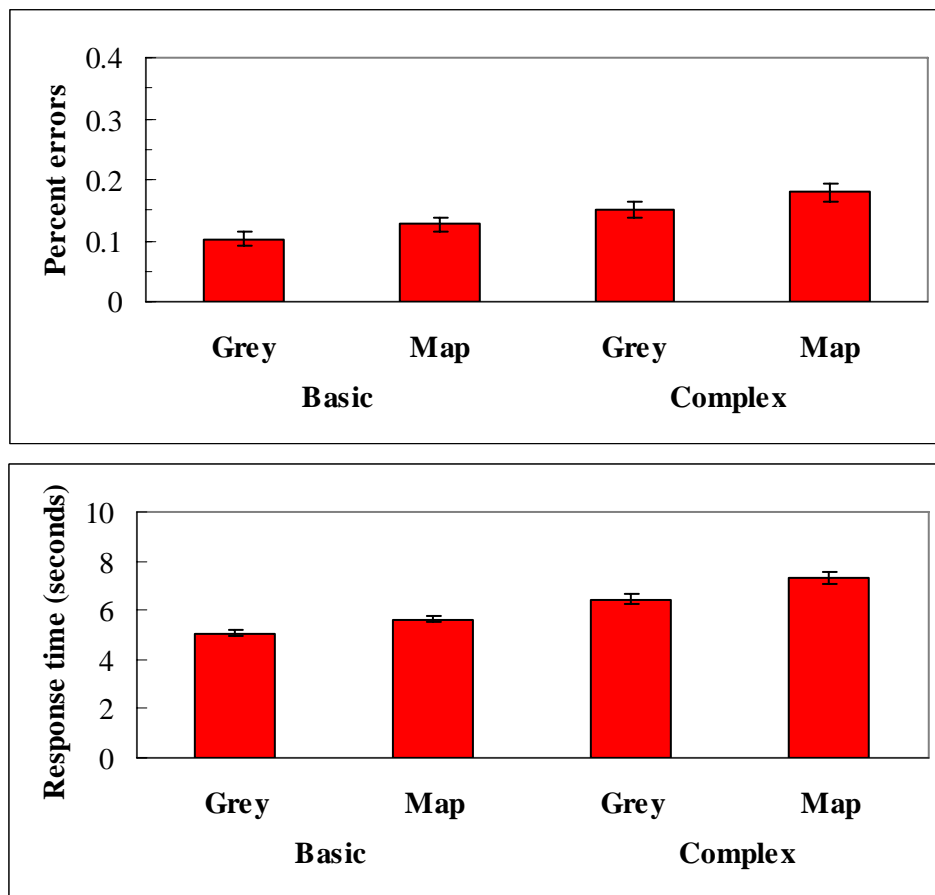 Percent errors
0.4
0.3
0.2
0.1
0
Grey Map Grey Map
Basic Complex
Response time (seconds)
10
8
6
4
2
0
Grey Map Grey Map
Basic Complex